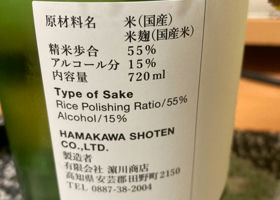 原材料名　米（国産）
米麹（国産米）
精米歩合　55％
アルコール分　15％
内容量　720ml
Type of Sake
Rice Polishing Ratio/55%
Alcohol/15%
HAMAKAWA SHOTEN
CO.,LTD.
製造者
有限会社 濵川商店
高知県安芸郡田野町2150
TEL 0887-38-2004